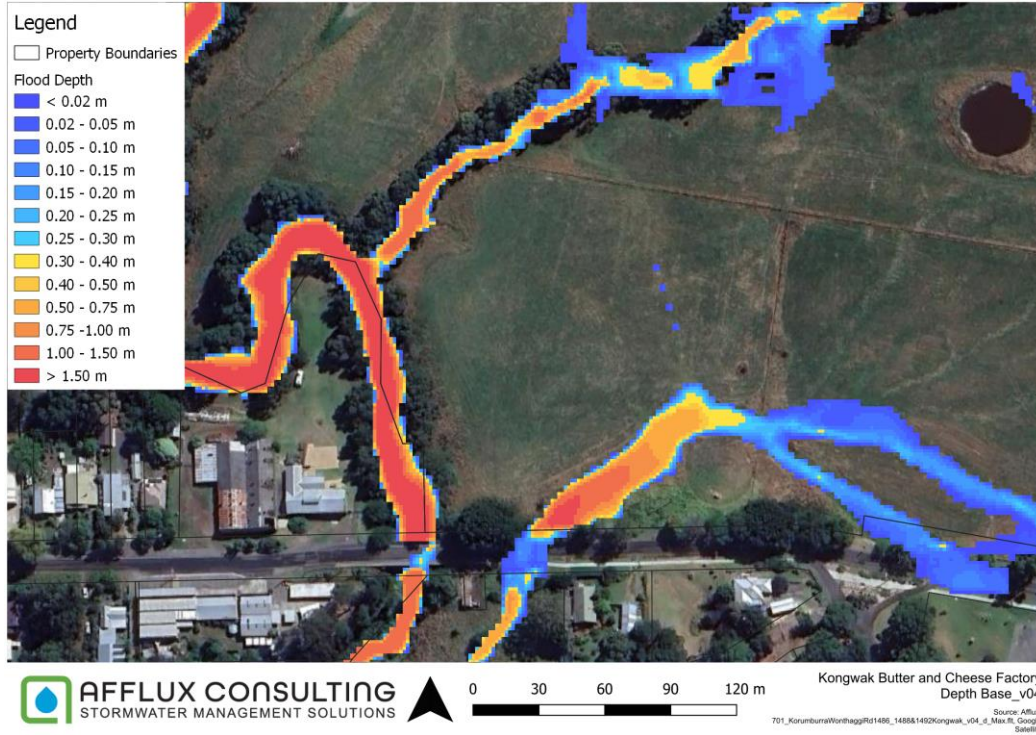 Legend
Property Boundaries
Flood Depth
< 0.02 m
0.02 - 0.05 m
0.05 - 0.10 m
0.10 - 0.15 m
0.15 - 0.20 m
0.20 - 0.25 m
0.25 - 0.30 m
0.30 - 0.40 m
0.40 - 0.50 m
0.50 - 0.75 m
0.75 -1.00 m
1.00 - 1.50 m
> 1.50 m
AFFLUX CONSULTING
STORMWATER MANAGEMENT SOLUTIONS
0 30 60 90 120 m
Kongwak Butter and Cheese Factory
Depth Base_v04
Source: Afflu
701_KorumburraWonthaggiRd1486_1488&1492Kongwak_v04_d_Max.flt, Googl
Satelli